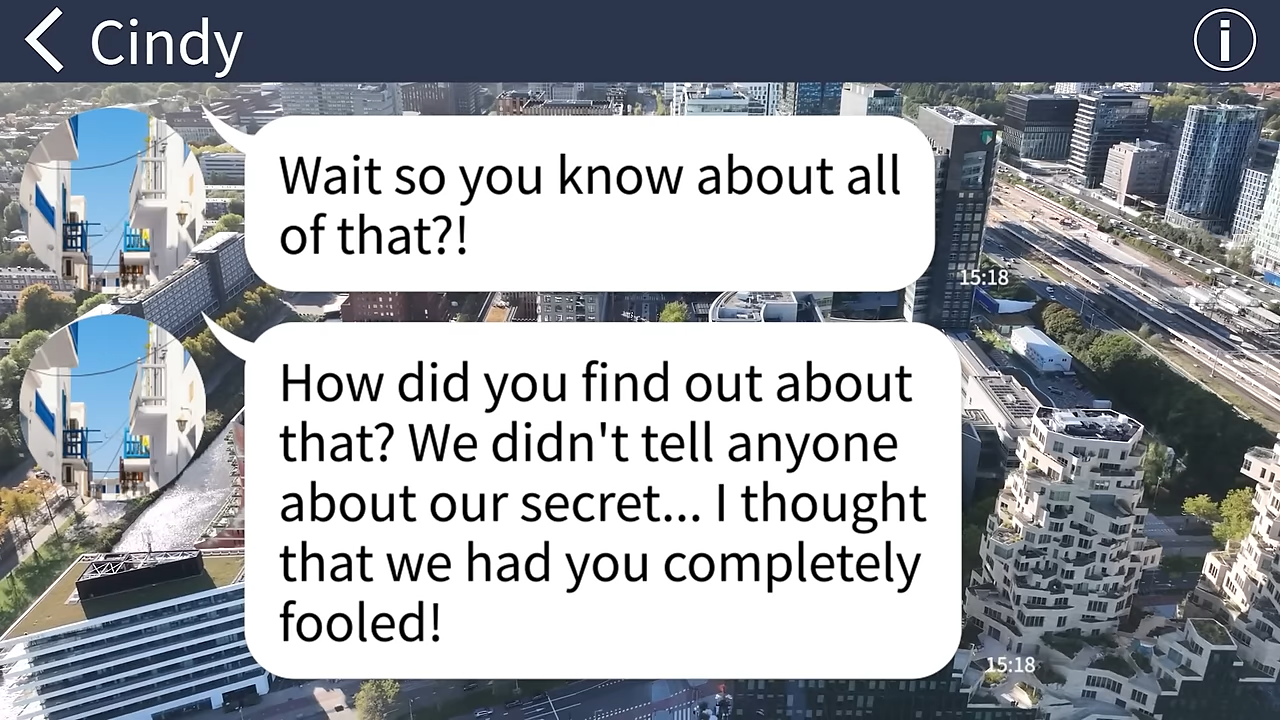 Cindy
Wait so you know about all
of that?!
15:18
How did you find out about
that? We didn't tell anyone
about our secret... I thought
that we had you completely
fooled!
15:18